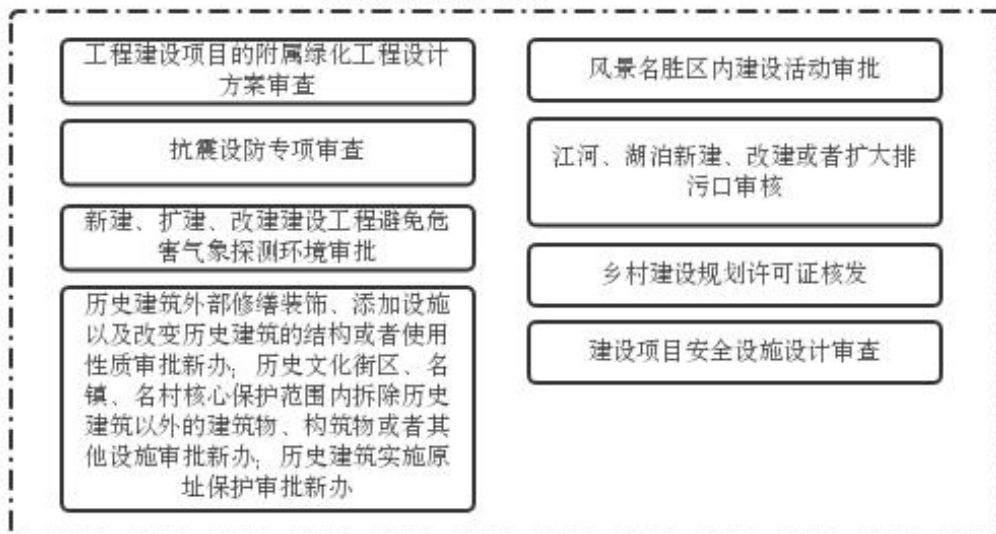 工程建设项目的附属绿化工程设计
方案审查
抗震设防专项审查
新建、扩建、改建建设工程避免危
害气象探测环境审批
历史建筑外部修缮装饰、添加设施
以及改变历史建筑的结构或者使用
性质审批新办；历史文化街区、名
镇、名村核心保护范围内拆除历史
建筑以外的建筑物、构筑物或者其
他设施审批新办；历史建筑实施原
址保护审批新办
风景名胜区内建设活动审批
江河、湖泊新建、改建或者扩大排
污口审核
乡村建设规划许可证核发
建设项目安全设施设计审查